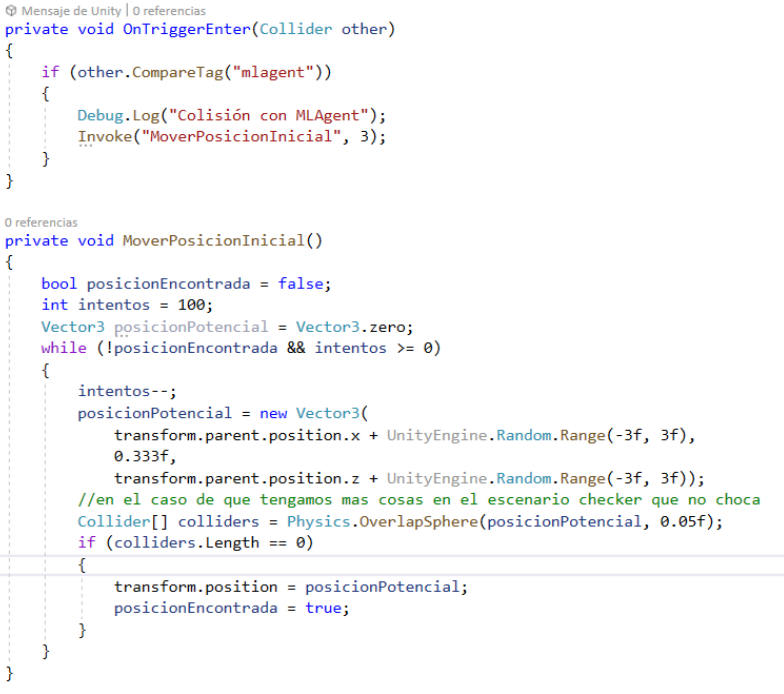 Mensaje de Unity | 0 referencias
private void OnTriggerEnter(Collider other)
{
    if (other.CompareTag("mlagent"))
    {
        Debug.Log("Colisión con MLAgent");
        Invoke("MoverPosicionInicial", 3);
    }
}
0 referencias
private void MoverPosicionInicial()
{
    bool posicionEncontrada = false;
    int intentos = 100;
    Vector3 posicionPotencial = Vector3.zero;
    while (!posicionEncontrada && intentos >= 0)
    {
        intentos--;
        posicionPotencial = new Vector3(
            transform.parent.position.x + UnityEngine.Random.Range(-3f, 3f),
            0.333f,
            transform.parent.position.z + UnityEngine.Random.Range(-3f, 3f));
        //en el caso de que tengamos mas cosas en el escenario checker que no choca
        Collider[] colliders = Physics.OverlapSphere(posicionPotencial, 0.05f);
        if (colliders.Length == 0)
        {
            transform.position = posicionPotencial;
            posicionEncontrada = true;
        }
    }
}